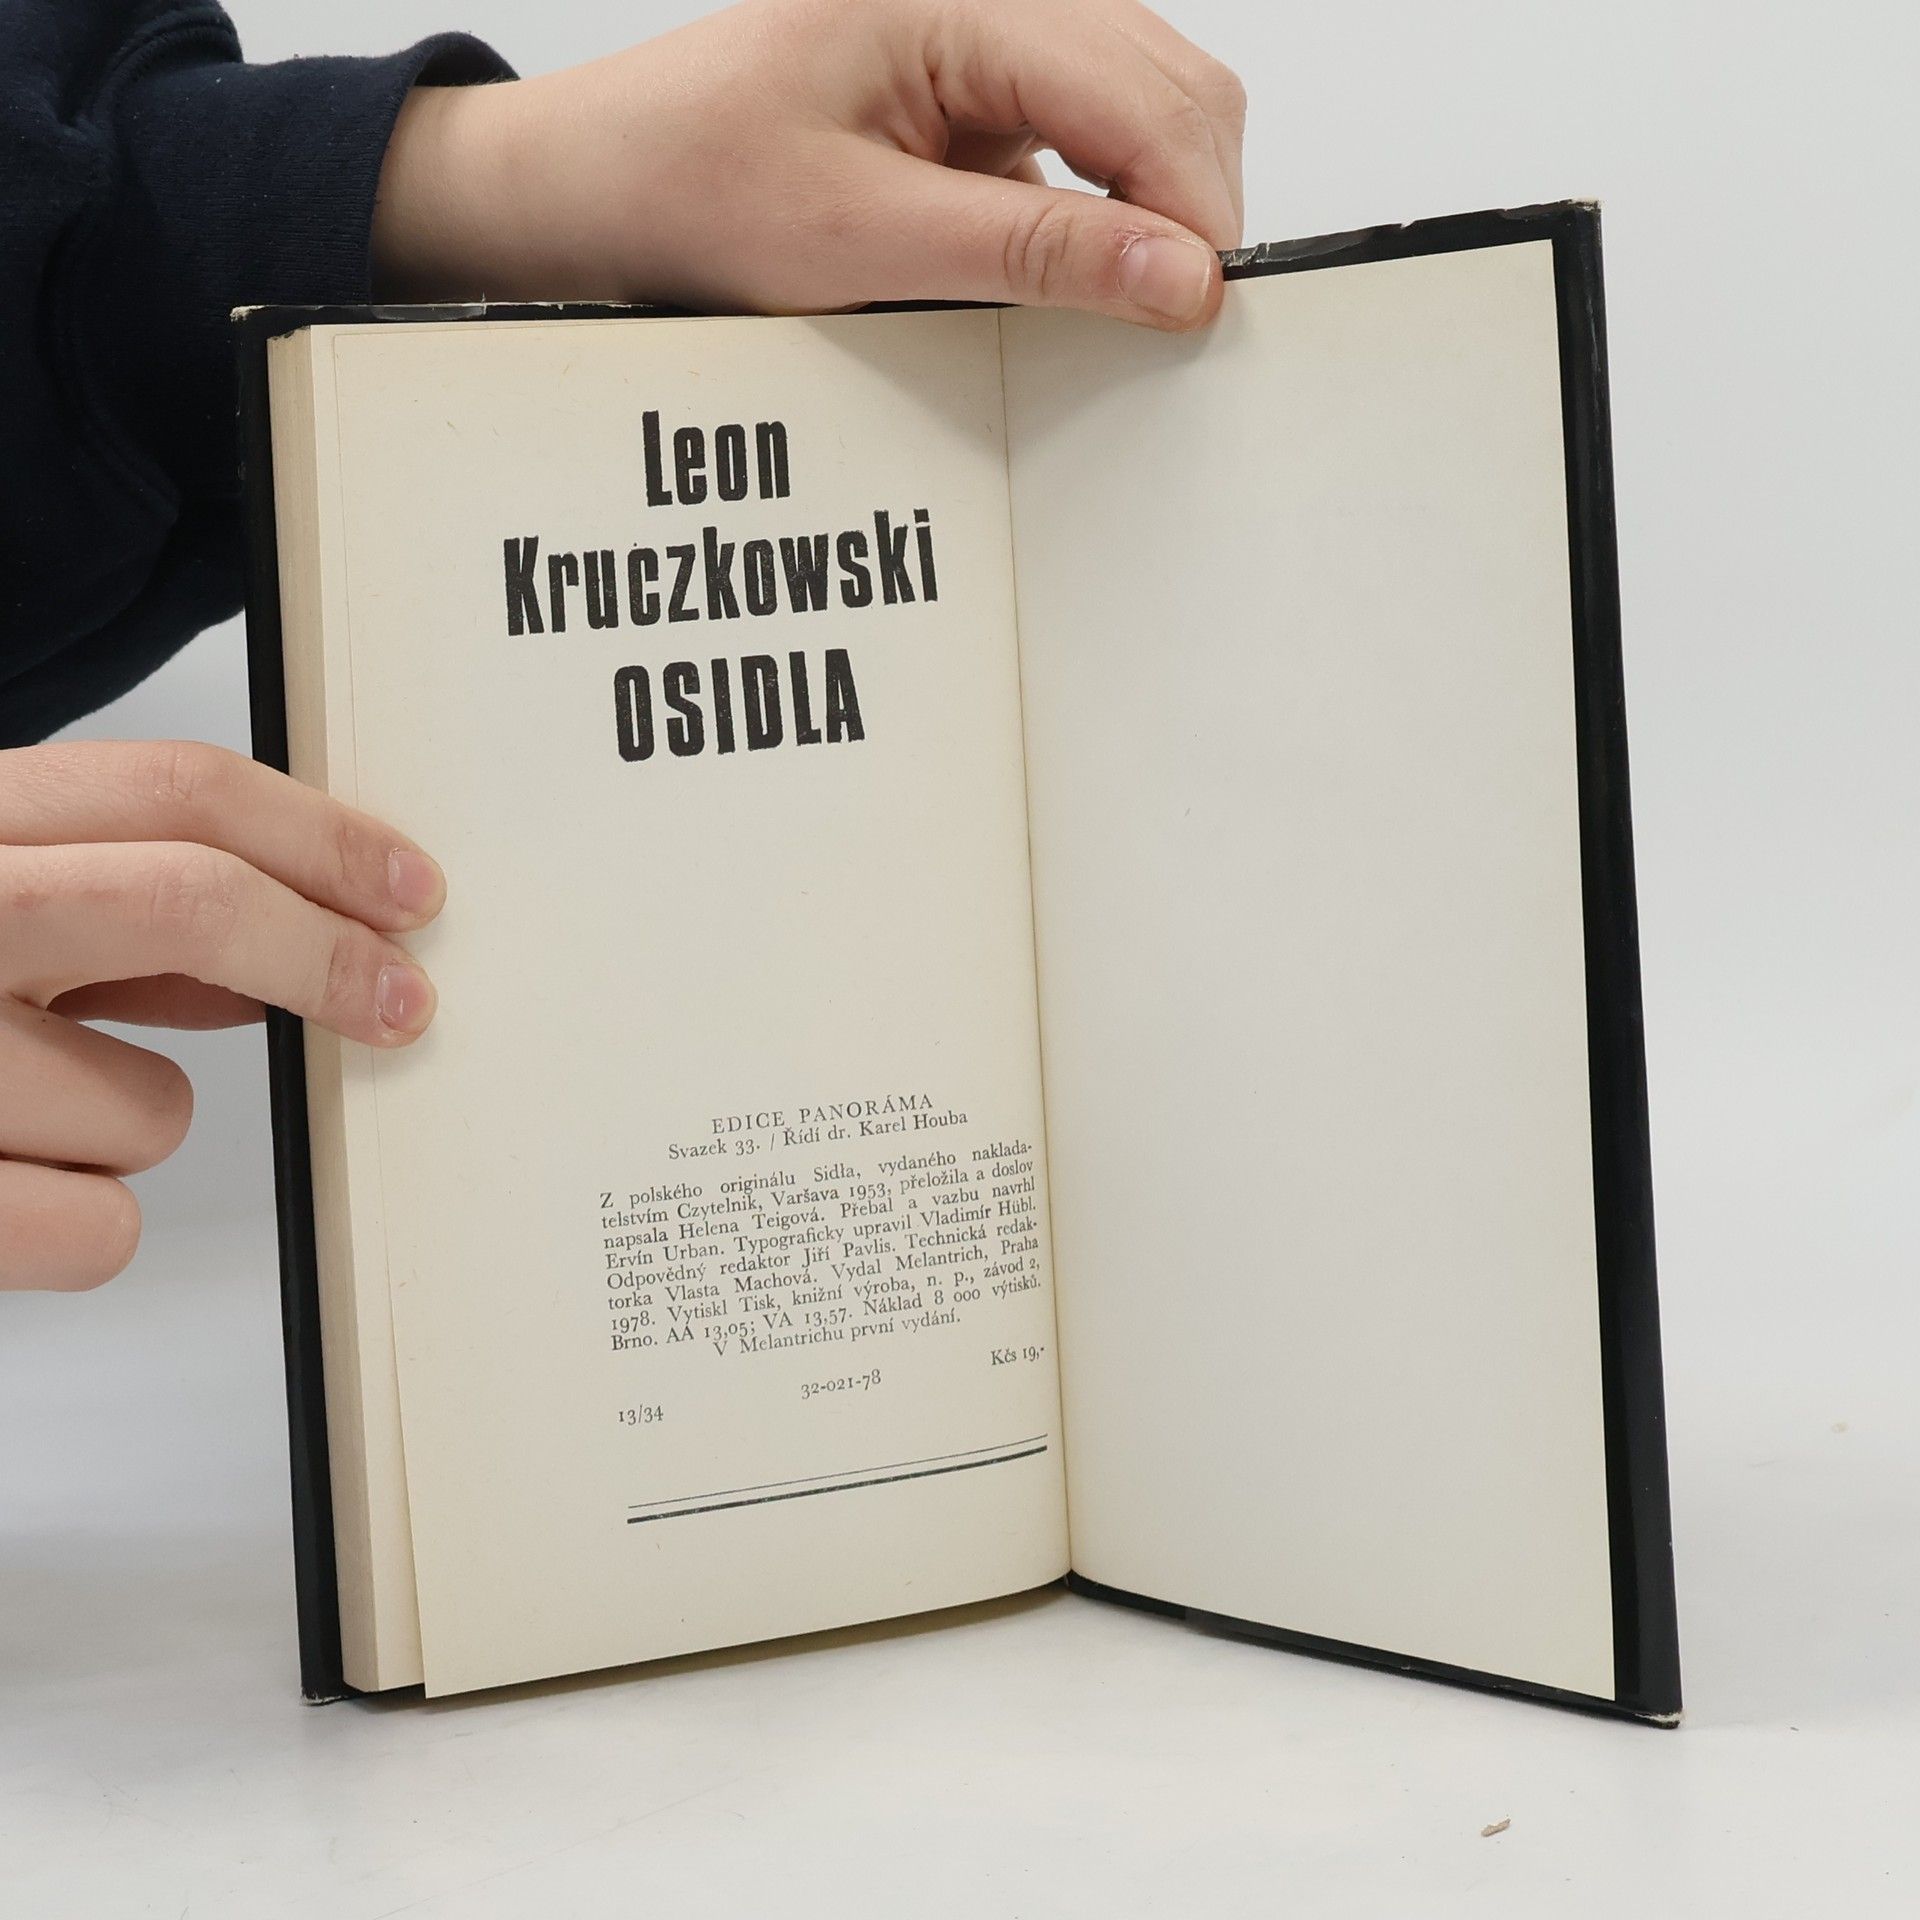 Leon
Kruczkowski
OSIDLA
EDICE PANORÁMA
Svazek 33. / Řídí dr. Karel Houba
Z polského originálu Sidła, vydaného naklada-
telstvím Czytelnik, Varšava 1953, přeložila a doslov
napsala Helena Teigová. Přebal a vazbu navrhl
Ervín Urban. Typograficky upravil Vladimír Hübl.
Odpovědný redaktor Jiří Pavlis. Technická redak-
torka Vlasta Machová. Vydal Melantrich, Praha
1978. Vytiskl Tisk, knižní výroba, n. p., závod 2,
Brno. AA 13,05; VA 13,57. Náklad 8 000 výtisků.
V Melantrichu první vydání.
Kčs 19,-
32-021-78
13/34